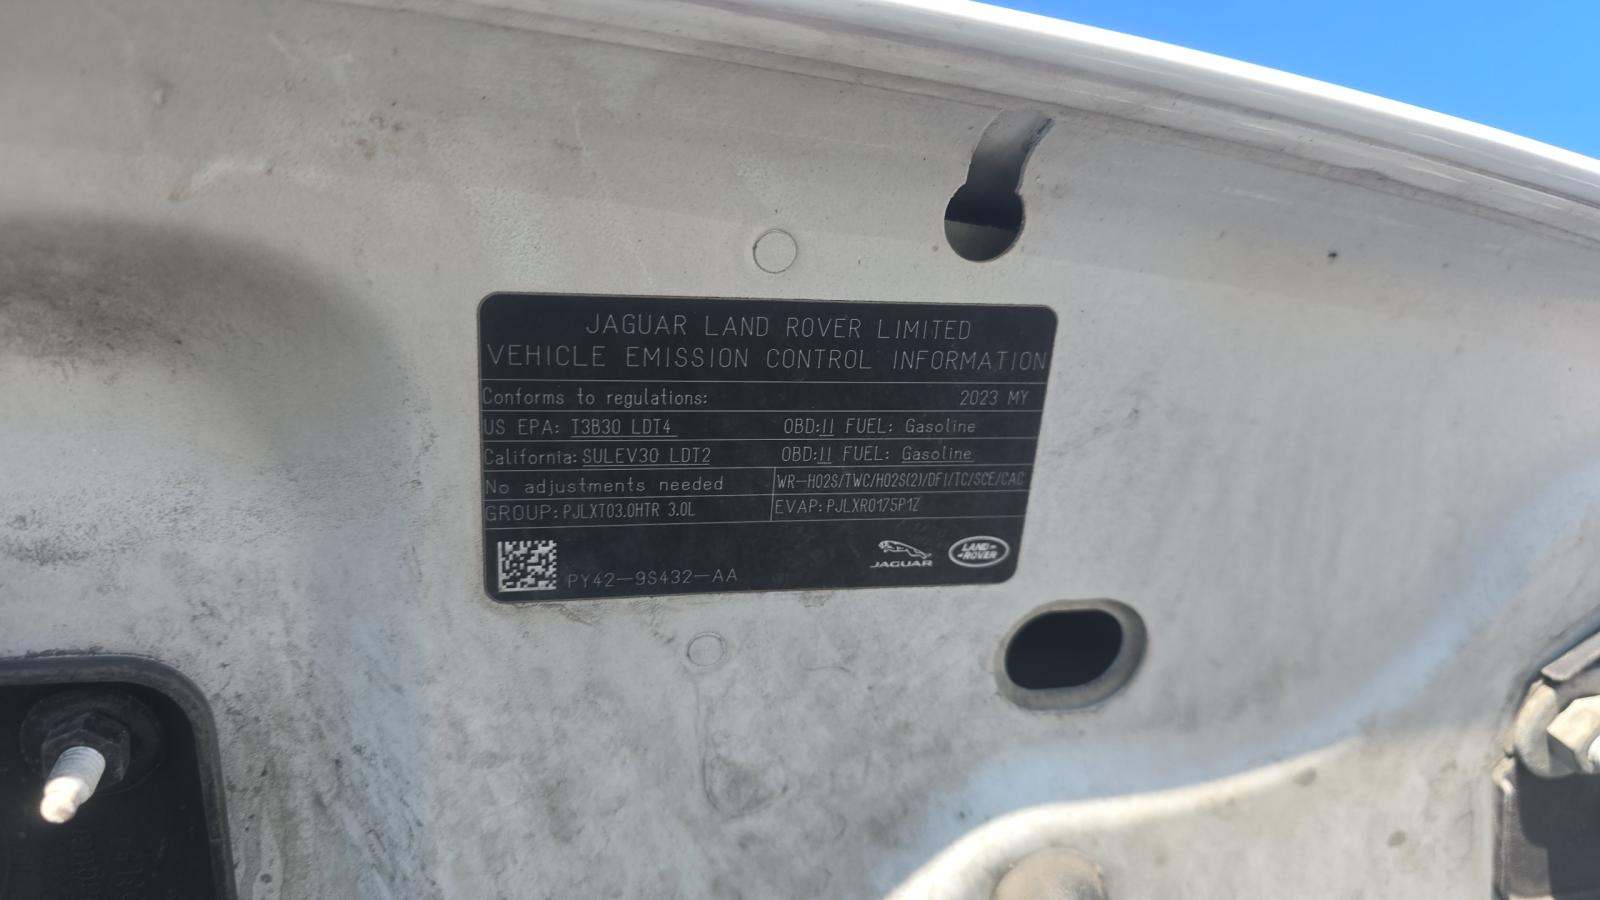 JAGUAR LAND ROVER LIMITED
VEHICLE EMISSION CONTROL INFORMATION
Conforms to regulations: 2023 MY
US EPA: T3B30 LDT4 OBD:II FUEL: Gasoline
California: SULEV30 LDT2 OBD:II FUEL: Gasoline
No adjustments needed WR-HO2S/TWC/HO2S(2)/DFI/TC/SCE/CAC
GROUP: PJLXT03.0HTR 3.0L EVAP: PJLXR0175P1Z
PY42-9S432-AA
JAGUAR
LAND-
-ROVER